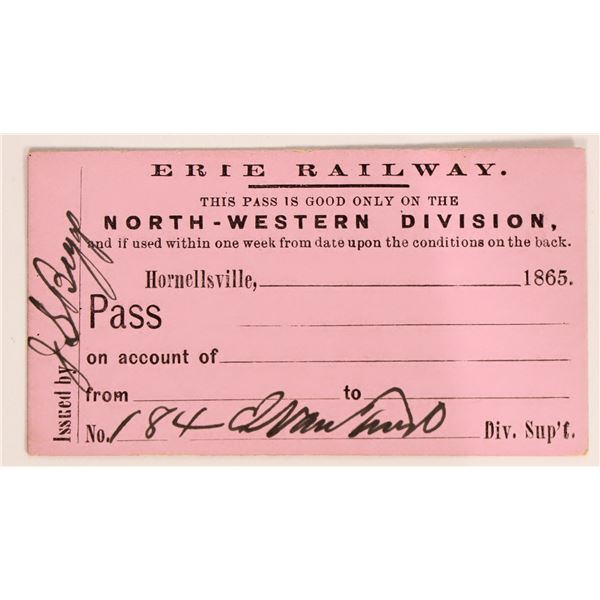 ERIE RAILWAY.
THIS PASS IS GOOD ONLY ON THE
NORTH-WESTERN DIVISION,
and if used within one week from date upon the conditions on the back.
Hornellsville, 1865.
Pass
on account of
from to
No. 184 Div. Sup't.
Issued by J S Beggs